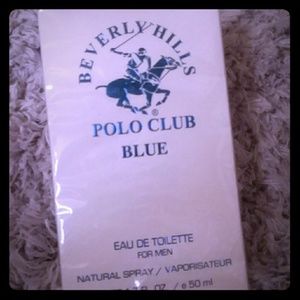 BEVERLY HILLS
®
POLO CLUB
BLUE
EAU DE TOILETTE
FOR MEN
NATURAL SPRAY / VAPORISATEUR
/ e 50 ml